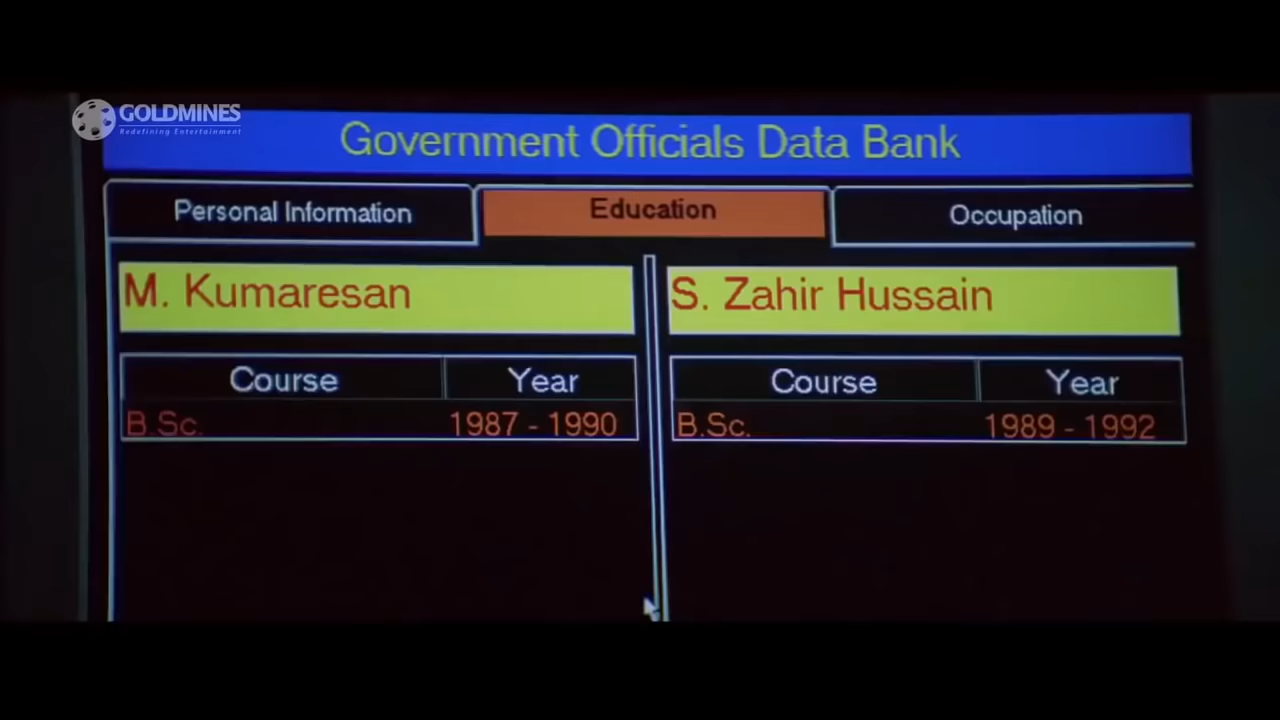 GOLDMINES
Redefining Entertainment
Government Officials Data Bank
Personal Information
Education
Occupation
M. Kumaresan
S. Zahir Hussain
Course Year
Course Year
B.Sc. 1987 - 1990
B.Sc. 1989 - 1992